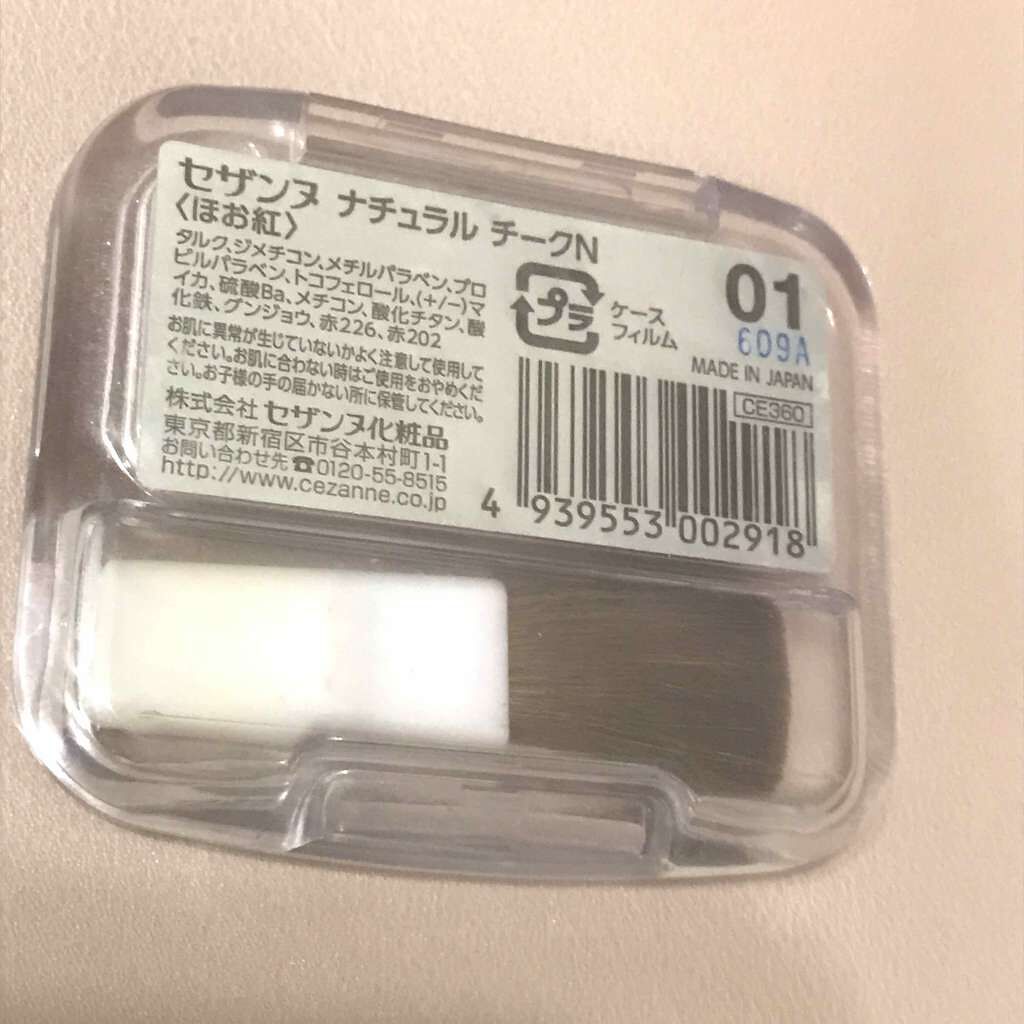 セザンヌ ナチュラル チークN
〈ほお紅〉
タルク、ジメチコン、メチルパラベン、プロ
ピルパラベン、トコフェロール、(+/-)マ
イカ、硫酸Ba、メチコン、酸化チタン、酸
化鉄、グンジョウ、赤226、赤202
お肌に異常が生じていないかよく注意して使用して
ください。お肌に合わない時はご使用をおやめくだ
さい。お子様の手の届かない所に保管してください。
株式会社 セザンヌ化粧品
東京都新宿区市谷本村町1-1
お問い合わせ先☎0120-55-8515
http://www.cezanne.co.jp
プラ
ケース
フィルム
01
609A
MADE IN JAPAN
CE360
4 939553 002918